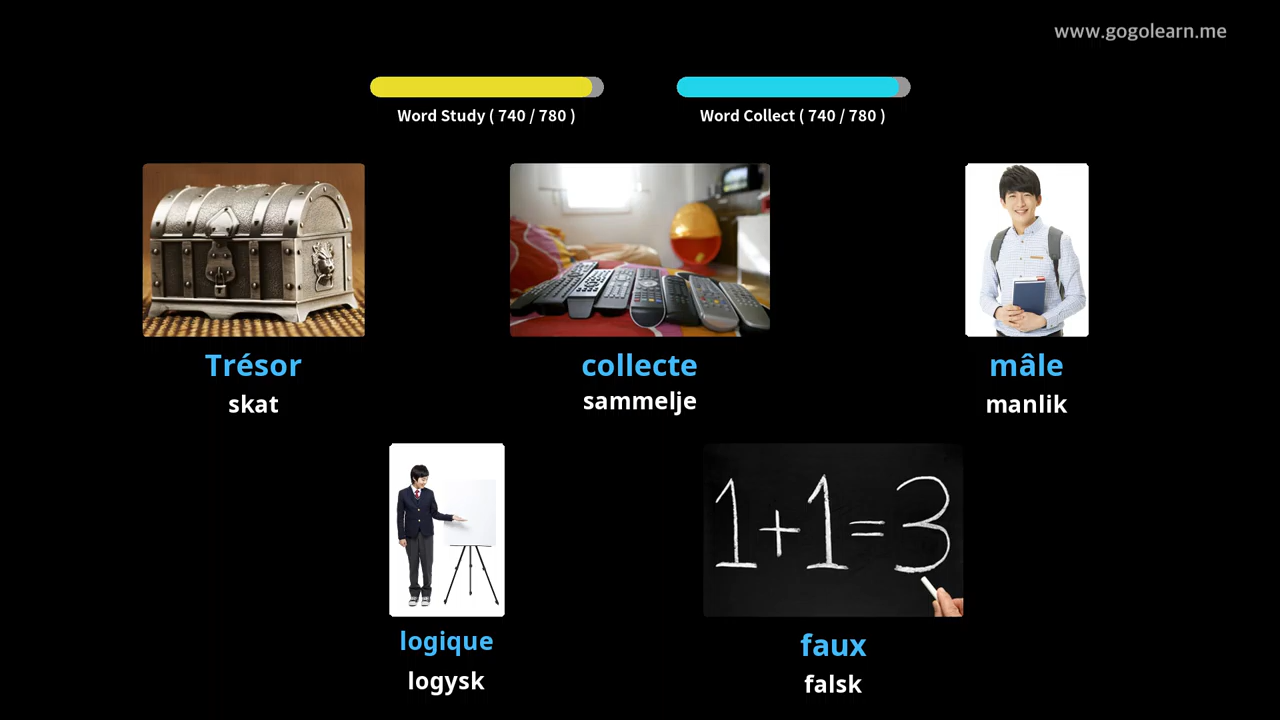 www.gogolearn.me
Word Study ( 740 / 780 )
Word Collect ( 740 / 780 )
Trésor
skat
collecte
sammelje
mâle
manlik
1+1=3
logique
logysk
faux
falsk